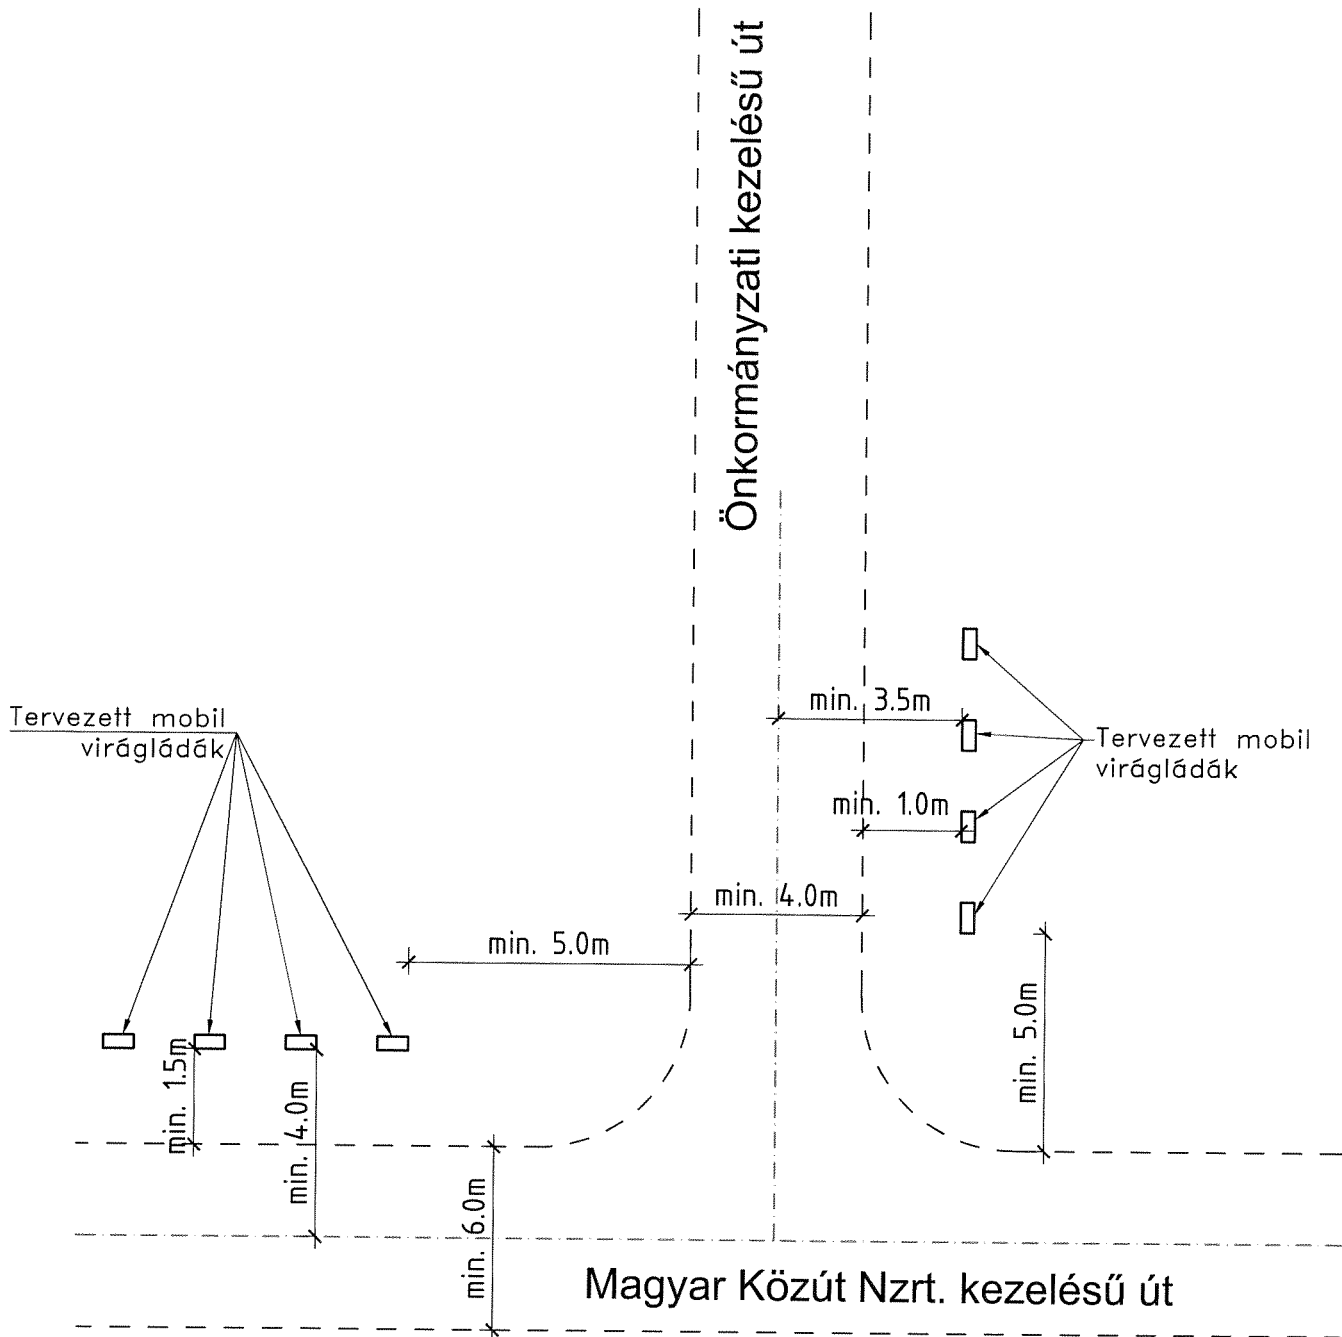 Önkormányzati kezelésű út
min. 3.5m
Tervezett mobil
virágládák
Tervezett mobil
virágládák
min. 1.0m
min. 4.0m
min. 5.0m
min. 5.0m
min. 1.5m
min. 4.0m
min. 6.0m
Magyar Közút Nzrt. kezelésű út